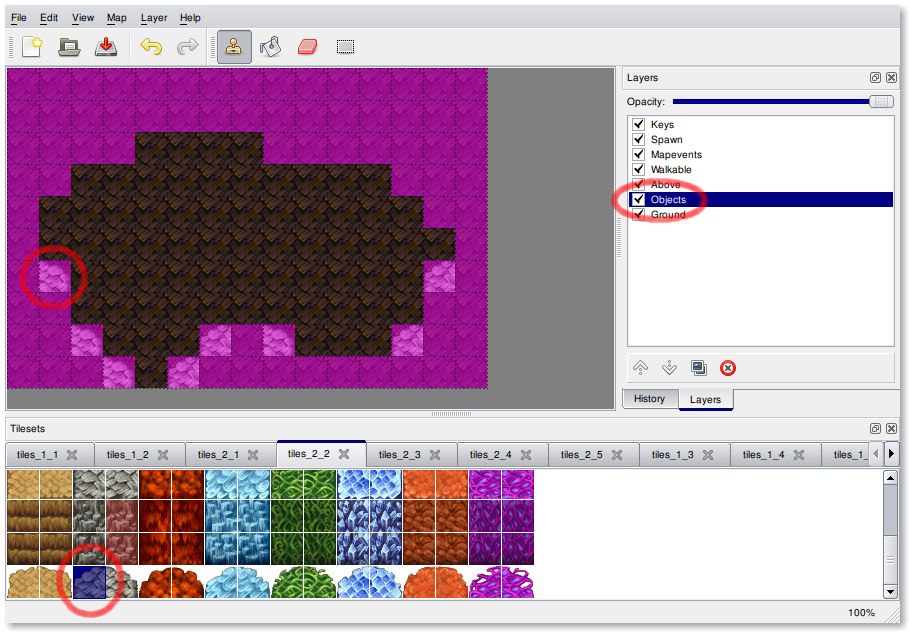 File Edit View Map Layer Help
Layers
Opacity:
Keys
Spawn
Mapevents
Walkable
Above
Objects
Ground
History Layers
Tilesets
tiles_1_1 tiles_1_2 tiles_2_1 tiles_2_2 tiles_2_3 tiles_2_4 tiles_2_5 tiles_1_3 tiles_1_4 tiles_1_
100%